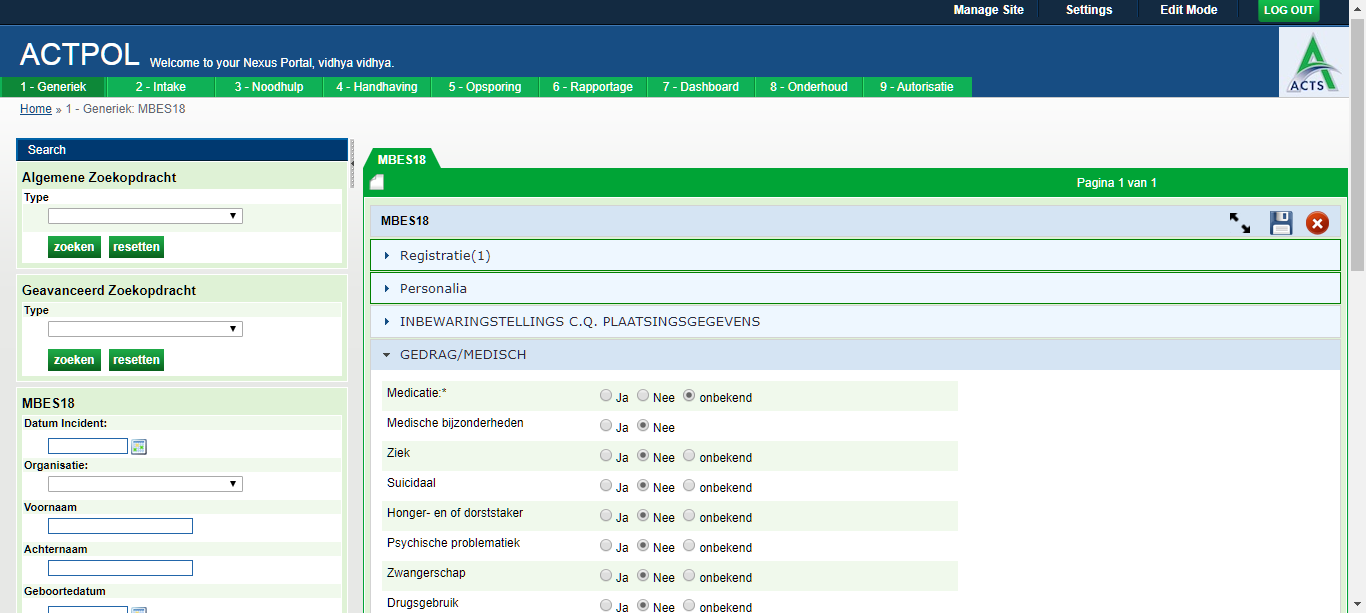 Manage Site Settings Edit Mode LOG OUT
ACTPOL Welcome to your Nexus Portal, vidhya vidhya.
ACTS
1 - Generiek 2 - Intake 3 - Noodhulp 4 - Handhaving 5 - Opsporing 6 - Rapportage 7 - Dashboard 8 - Onderhoud 9 - Autorisatie
Home » 1 - Generiek: MBES18
Search
Algemene Zoekopdracht
Type
zoeken resetten
Geavanceerd Zoekopdracht
Type
zoeken resetten
MBES18
Datum Incident:
Organisatie:
Voornaam
Achternaam
Geboortedatum
MBES18
Pagina 1 van 1
MBES18
Registratie(1)
Personalia
INBEWARINGSTELLINGS C.Q. PLAATSINGSGEGEVENS
GEDRAG/MEDISCH
Medicatie:* Ja Nee onbekend
Medische bijzonderheden Ja Nee
Ziek Ja Nee onbekend
Suicidaal Ja Nee onbekend
Honger- en of dorststaker Ja Nee onbekend
Psychische problematiek Ja Nee onbekend
Zwangerschap Ja Nee onbekend
Drugsgebruik Ja Nee onbekend